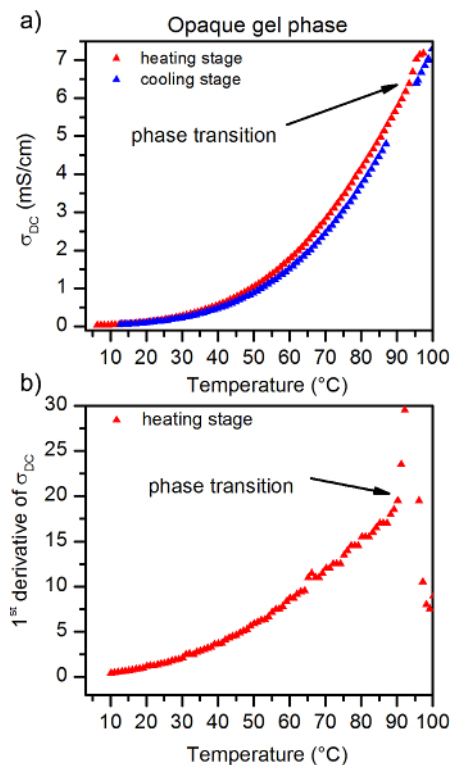 a)
Opaque gel phase
7
6
5
4
3
2
1
0
σDC (mS/cm)
heating stage
cooling stage
phase transition
10 20 30 40 50 60 70 80 90 100
Temperature (°C)
b)
30
25
20
15
10
5
0
1st derivative of σDC
heating stage
phase transition
10 20 30 40 50 60 70 80 90 100
Temperature (°C)